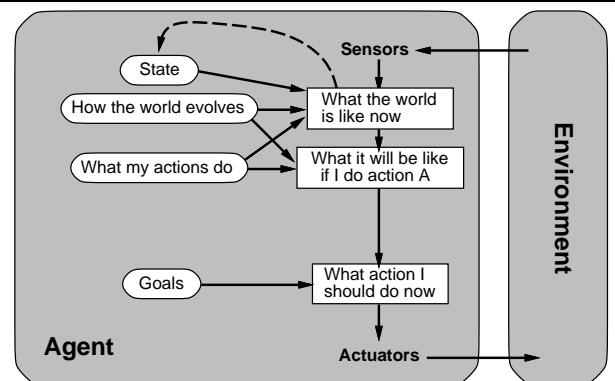 Sensors
State
How the world evolves
What the world
is like now
What my actions do
What it will be like
if I do action A
Goals
What action I
should do now
Agent
Actuators
Environment